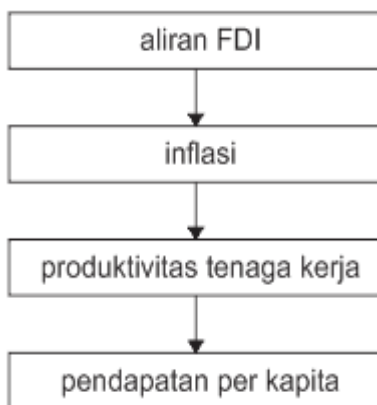 aliran FDI
inflasi
produktivitas tenaga kerja
pendapatan per kapita